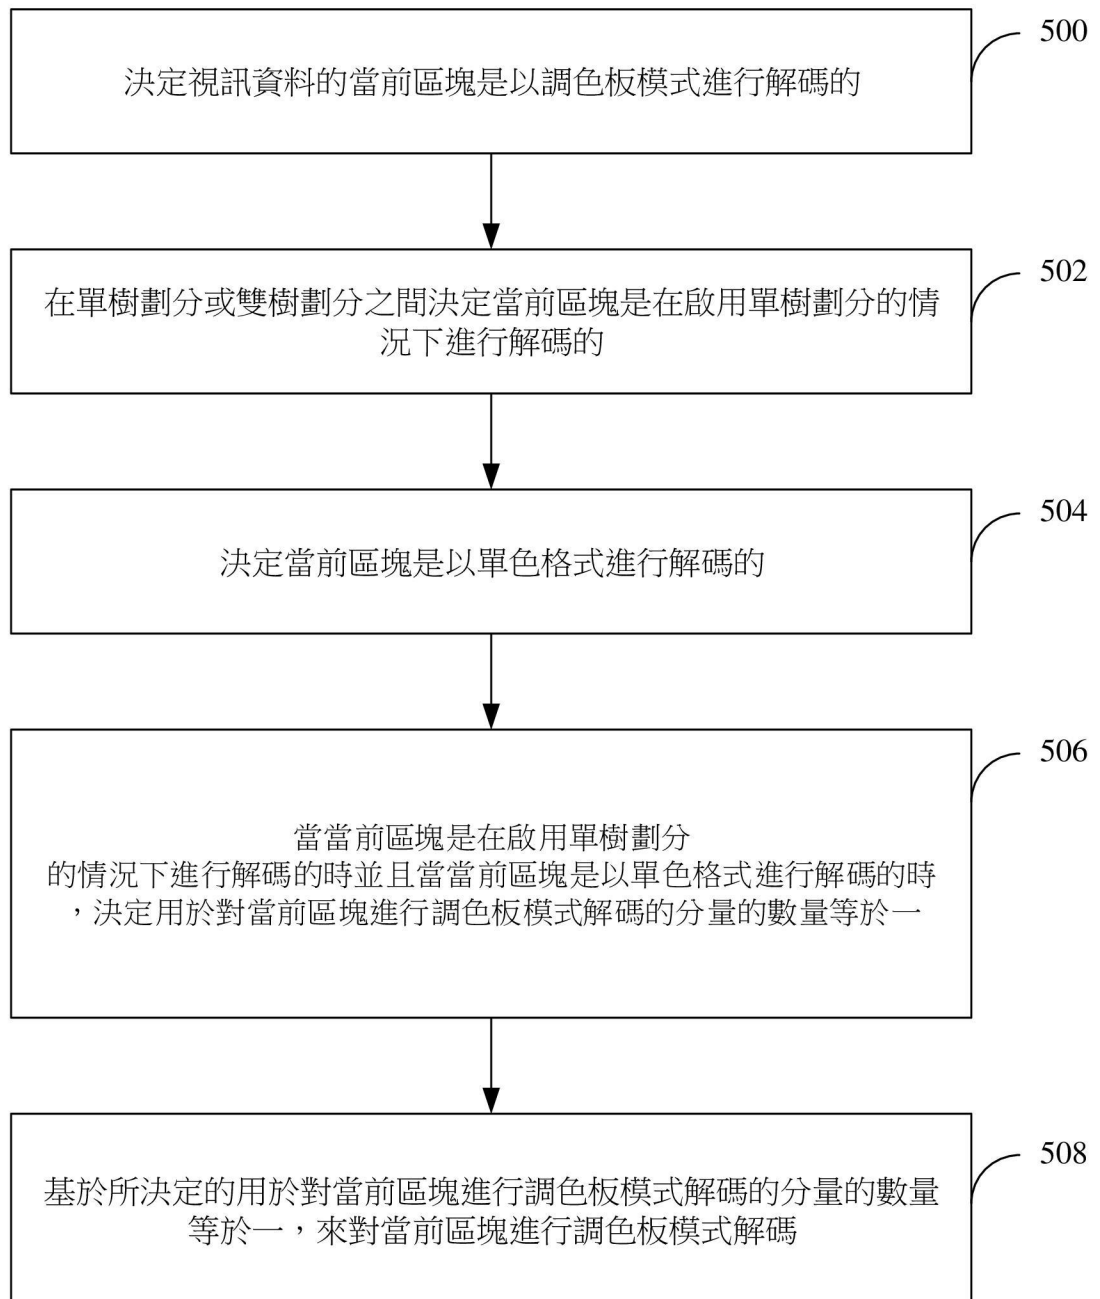 500
決定視訊資料的當前區塊是以調色板模式進行解碼的
502
在單樹劃分或雙樹劃分之間決定當前區塊是在啟用單樹劃分的情
況下進行解碼的
504
決定當前區塊是以單色格式進行解碼的
506
當當前區塊是在啟用單樹劃分
的情況下進行解碼的時並且當當前區塊是以單色格式進行解碼的時
，決定用於對當前區塊進行調色板模式解碼的分量的數量等於一
508
基於所決定的用於對當前區塊進行調色板模式解碼的分量的數量
等於一，來對當前區塊進行調色板模式解碼